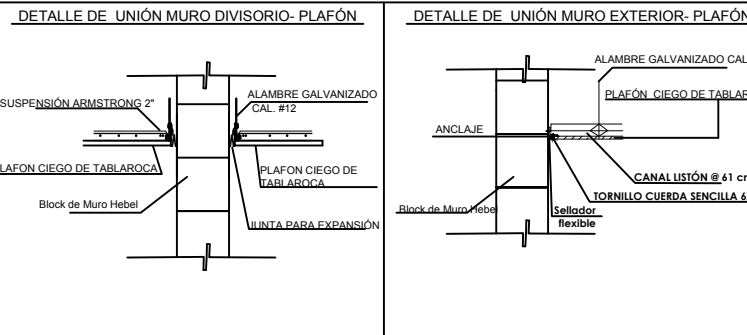 DETALLE DE UNIÓN MURO DIVISORIO- PLAFÓN
SUSPENSIÓN ARMSTRONG 2"
ALAMBRE GALVANIZADO
CAL. #12
LAFON CIEGO DE TABLAROCA
PLAFON CIEGO DE
TABLAROCA
Block de Muro Hebel
JUNTA PARA EXPANSIÓN
DETALLE DE UNIÓN MURO EXTERIOR- PLAFÓN
ALAMBRE GALVANIZADO CAL
PLAFÓN CIEGO DE TABLAR
ANCLAJE
CANAL LISTÓN @ 61 cm
TORNILLO CUERDA SENCILLA 6
Block de Muro Hebel
Sellador
flexible